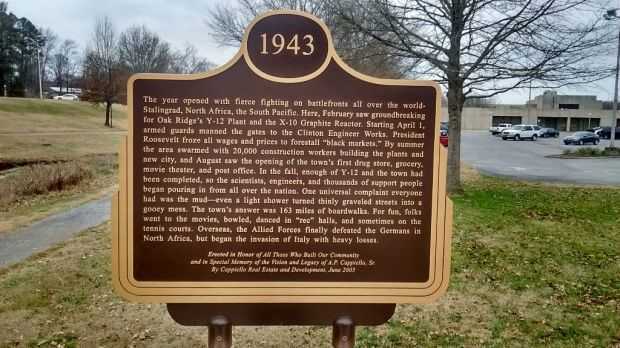 1943
The year opened with fierce fighting on battlefronts all over the world-
Stalingrad, North Africa, the South Pacific. Here, February saw groundbreaking
for Oak Ridge's Y-12 Plant and the X-10 Graphite Reactor. Starting April 1,
armed guards manned the gates to the Clinton Engineer Works. President
Roosevelt froze all wages and prices to forestall "black markets." By summer
the area swarmed with 20,000 construction workers building the plants and
new city, and August saw the opening of the town's first drug store, grocery,
movie theater, and post office. In the fall, enough of Y-12 and the town had
been completed, so the scientists, engineers, and thousands of support people
began pouring in from all over the nation. One universal complaint everyone
had was the mud—even a light shower turned thinly graveled streets into a
gooey mess. The town's answer was 163 miles of boardwalks. For fun, folks
went to the movies, bowled, danced in "rec" halls, and sometimes on the
tennis courts. Overseas, the Allied Forces finally defeated the Germans in
North Africa, but began the invasion of Italy with heavy losses.
Erected in Honor of All Those Who Built Our Community
and in Special Memory of the Vision and Legacy of A.P. Cappiello, Sr.
By Cappiello Real Estate and Development, June 2005